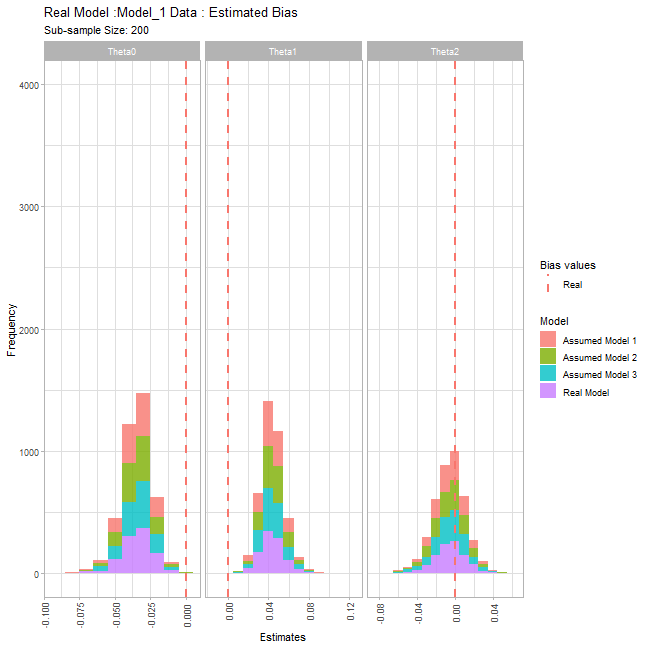 Real Model :Model_1 Data : Estimated Bias
Sub-sample Size: 200
Theta0
Theta1
Theta2
4000
3000
2000
1000
0
Frequency
-0.100
-0.075
-0.050
-0.025
0.000
0.00
0.04
0.08
0.12
-0.08
-0.04
0.00
0.04
Estimates
Bias values
Real
Model
Assumed Model 1
Assumed Model 2
Assumed Model 3
Real Model